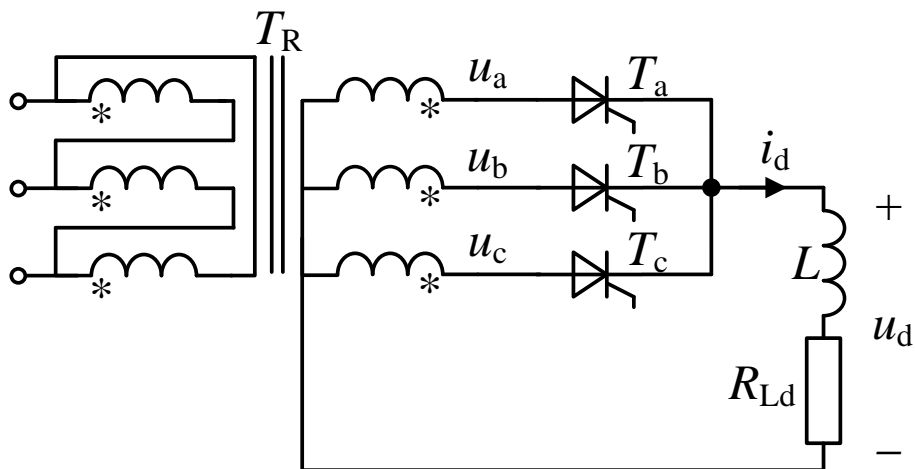 T_R
u_a
T_a
*
*
u_b
T_b
i_d
*
*
+
u_c
T_c
L
*
*
u_d
R_Ld
−